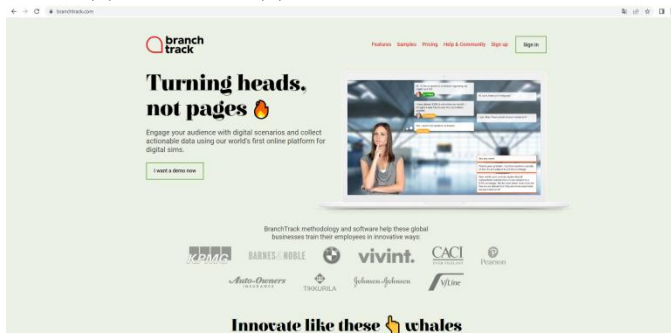 branchtrack.com
branch
track
Features Samples Pricing Help & Community Sign up Sign in
Turning heads,
not pages
Engage your audience with digital scenarios and collect
actionable data using our world's first online platform for
digital sims.
I want a demo now
BranchTrack methodology and software help these global
businesses train their employees in innovative ways:
KPMG BARNES & NOBLE vivint. CACI Pearson
Auto-Owners
INSURANCE
TIKKURILA Johnson & Johnson V/Line
Innovate like these whales